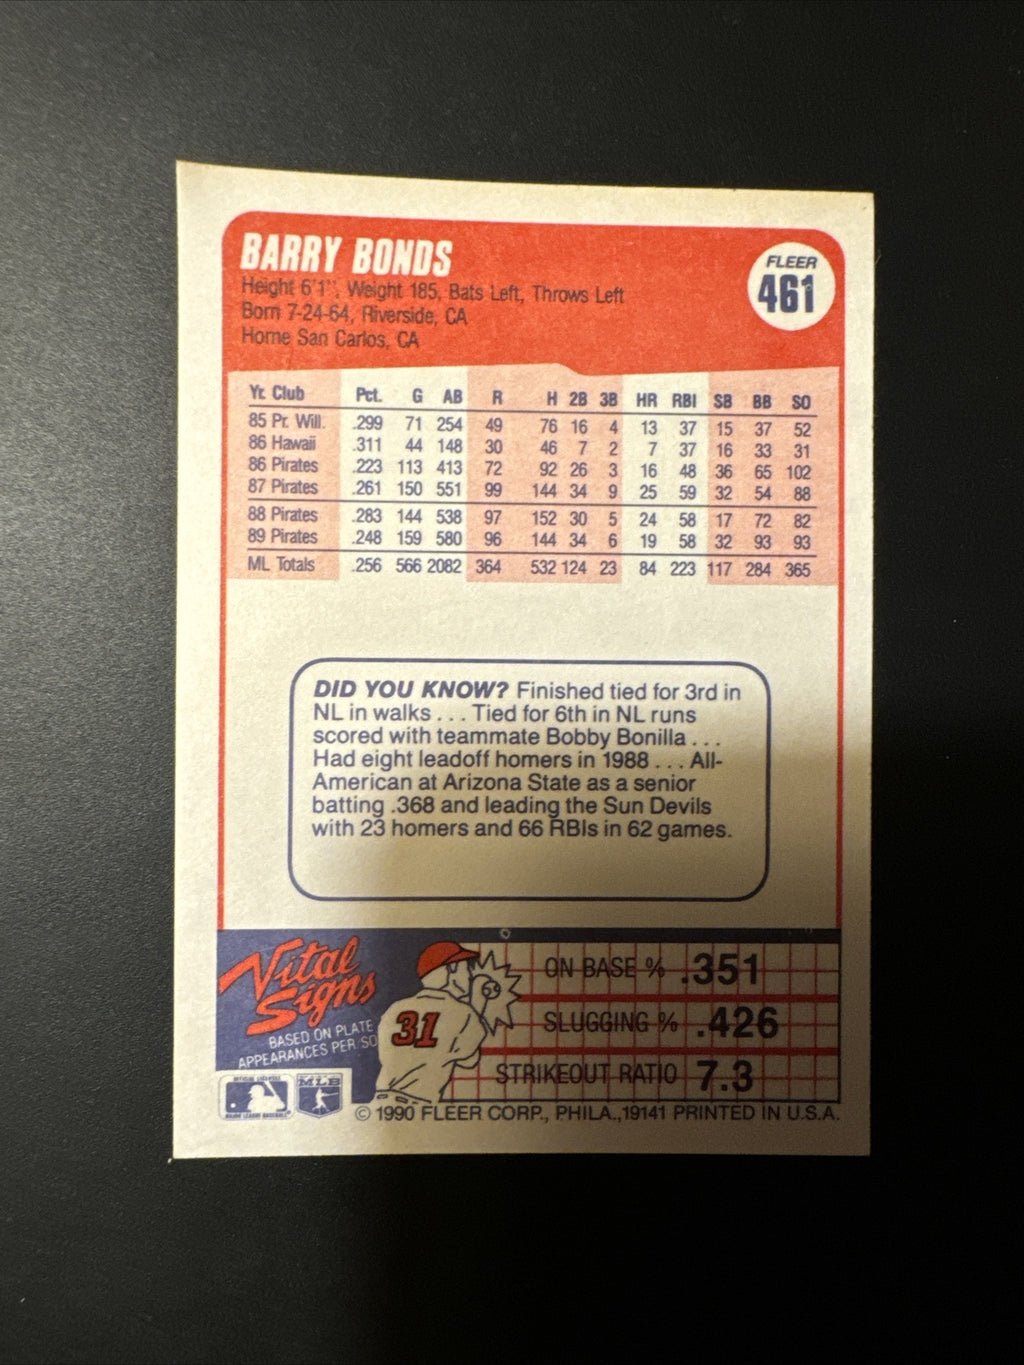 BARRY BONDS
Height 6'1", Weight 185, Bats Left, Throws Left
Born 7-24-64, Riverside, CA
Home San Carlos, CA
FLEER
461
Yr. Club Pct. G AB R H 2B 3B HR RBI SB BB SO
85 Pr. Will. .299 71 254 49 76 16 4 13 37 15 37 52
86 Hawaii .311 44 148 30 46 7 2 7 37 16 33 31
86 Pirates .223 113 413 72 92 26 3 16 48 36 65 102
87 Pirates .261 150 551 99 144 34 9 25 59 32 54 88
88 Pirates .283 144 538 97 152 30 5 24 58 17 72 82
89 Pirates .248 159 580 96 144 34 6 19 58 32 93 93
ML Totals .256 566 2082 364 532 124 23 84 223 117 284 365
DID YOU KNOW? Finished tied for 3rd in
NL in walks . . . Tied for 6th in NL runs
scored with teammate Bobby Bonilla . . .
Had eight leadoff homers in 1988 . . . All-
American at Arizona State as a senior
batting .368 and leading the Sun Devils
with 23 homers and 66 RBIs in 62 games.
Vital
Signs
BASED ON PLATE
APPEARANCES PER SO
31
ON BASE % .351
SLUGGING % .426
STRIKEOUT RATIO 7.3
OFFICIAL LICENSEE
MAJOR LEAGUE BASEBALL
MLB
© 1990 FLEER CORP., PHILA., 19141 PRINTED IN U.S.A.